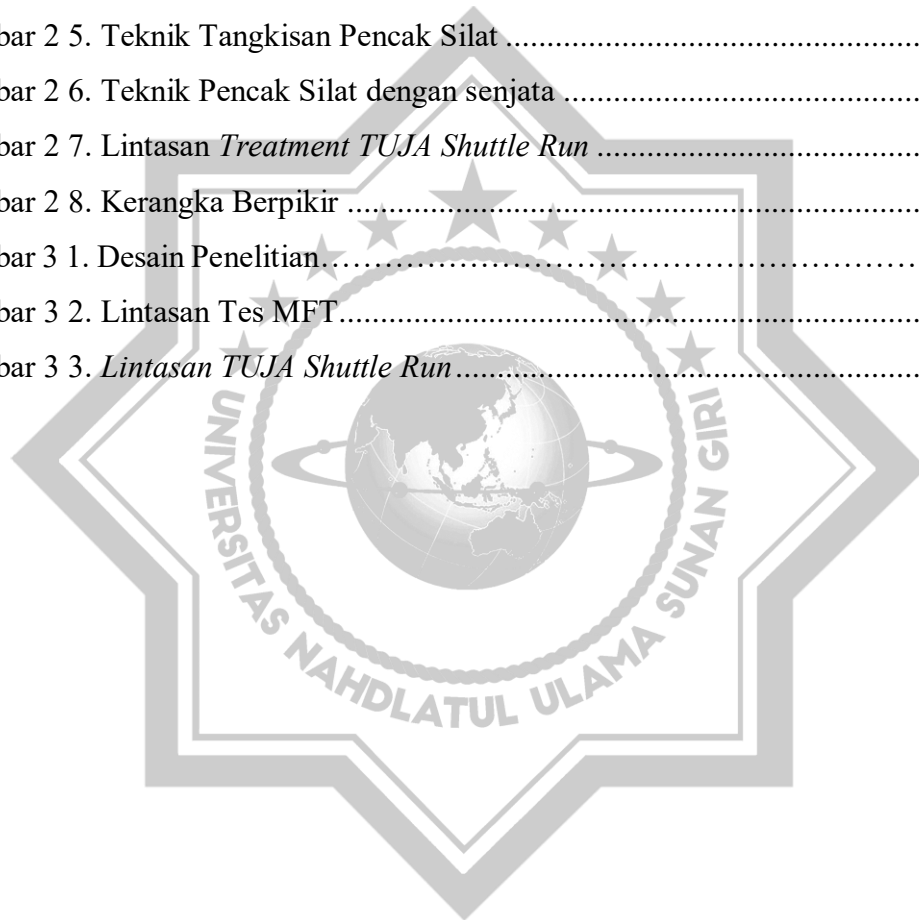 bar 2 5. Teknik Tangkisan Pencak Silat ................................................................
bar 2 6. Teknik Pencak Silat dengan senjata ........................................................
bar 2 7. Lintasan Treatment TUJA Shuttle Run ...................................................
bar 2 8. Kerangka Berpikir ....................................................................................
bar 3 1. Desain Penelitian………………………………………………………
bar 3 2. Lintasan Tes MFT.....................................................................................
bar 3 3. Lintasan TUJA Shuttle Run .....................................................................
UNIVERSITAS NAHDLATUL ULAMA SUNAN GIRI